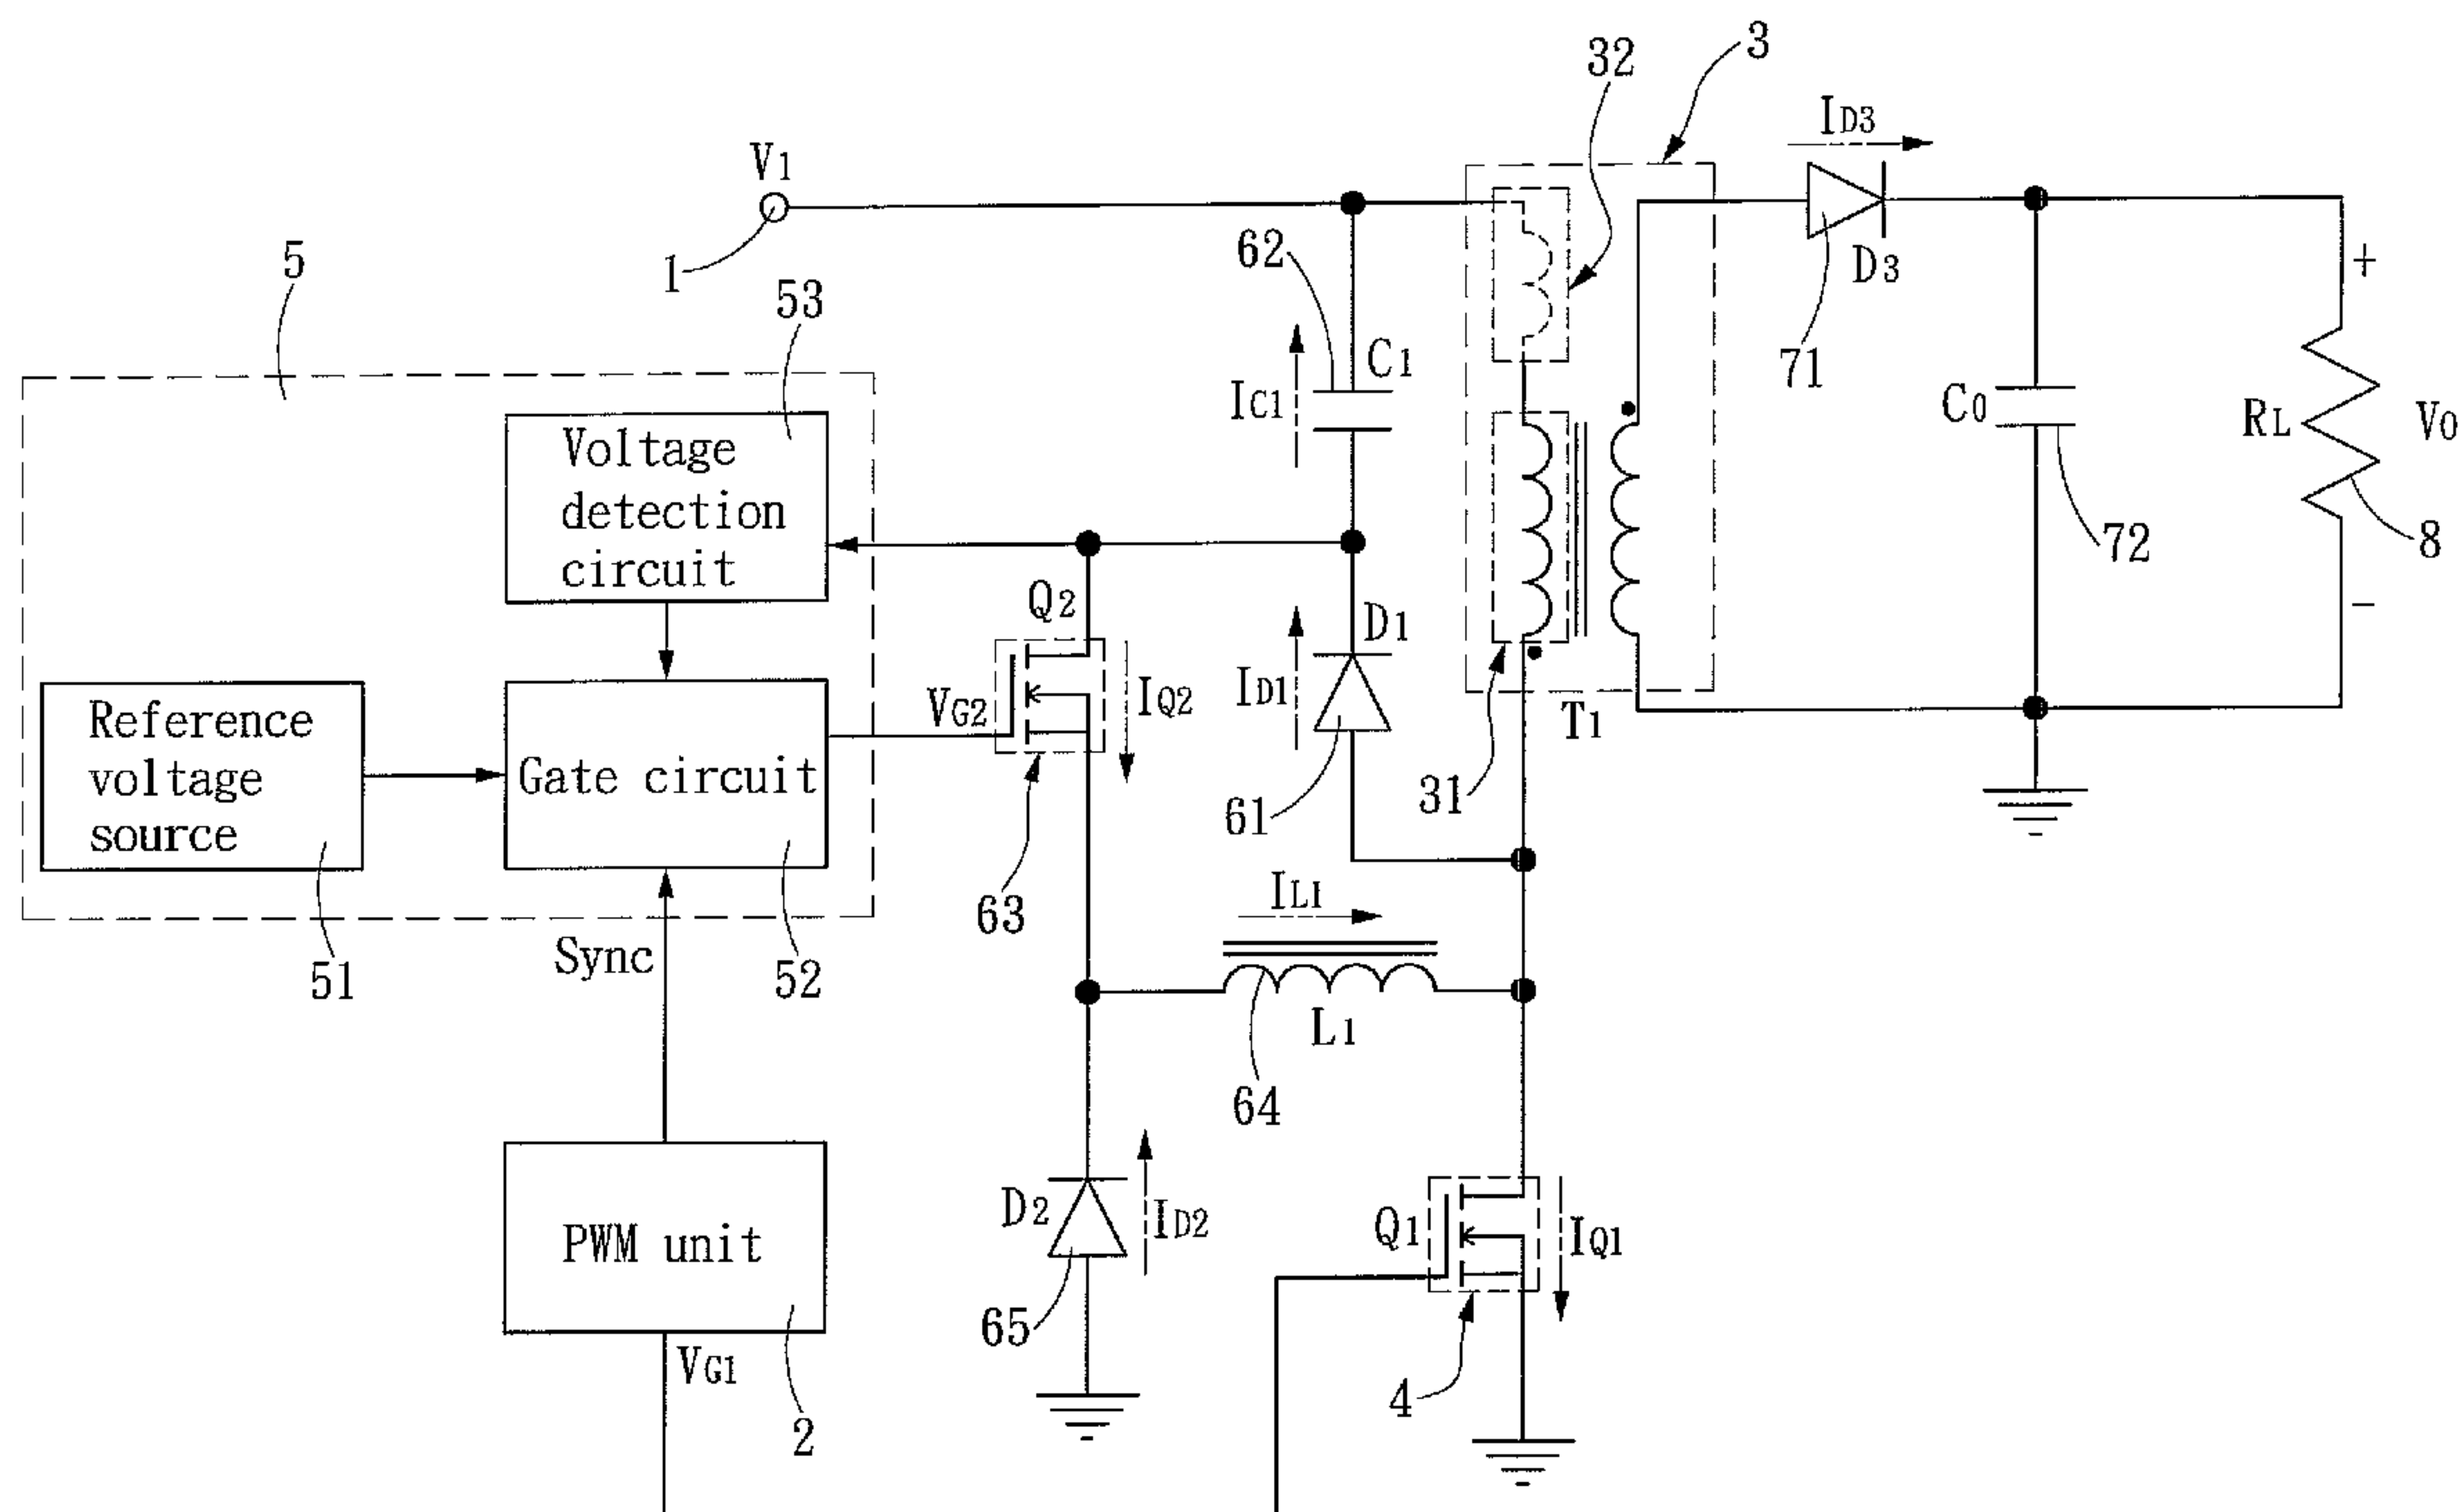 3
32
ID3
V1
1
62
5
53
D3
+
71
C1
IC1
C0
RL
V0
72
8
Voltage
detection
circuit
Q2
D1
−
Reference
voltage
source
Gate circuit
VG2
IQ2
ID1
T1
61
31
63
IL1
51
Sync
52
L1
64
PWM unit
D2
ID2
Q1
IQ1
65
VG1
2
4